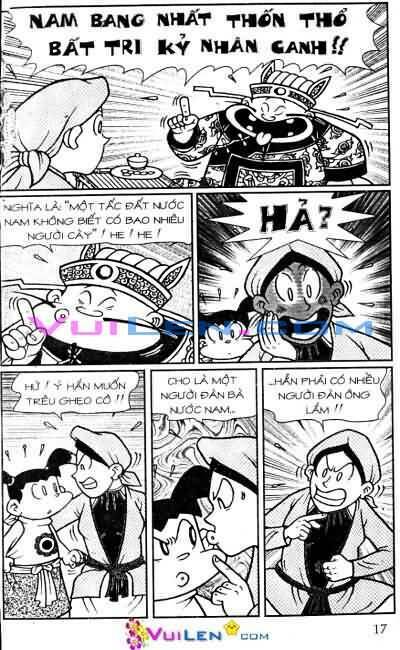 NAM BANG NHẤT THỐN THỔ
BẤT TRI KỶ NHÂN CANH!!
NGHĨA LÀ: "MỘT TẤC ĐẤT NƯỚC
NAM KHÔNG BIẾT CÓ BAO NHIÊU
NGƯỜI CÀY" ! HE ! HE !
HẢ?
VUILEN.COM
HỨ ! Ý HẮN MUỐN
TRÊU GHẸO CÔ !!
CHO LÀ MỘT
NGƯỜI ĐÀN BÀ
NƯỚC NAM..
...HẲN PHẢI CÓ NHIỀU
NGƯỜI ĐÀN ÔNG
LẮM !
17
VUILEN.COM